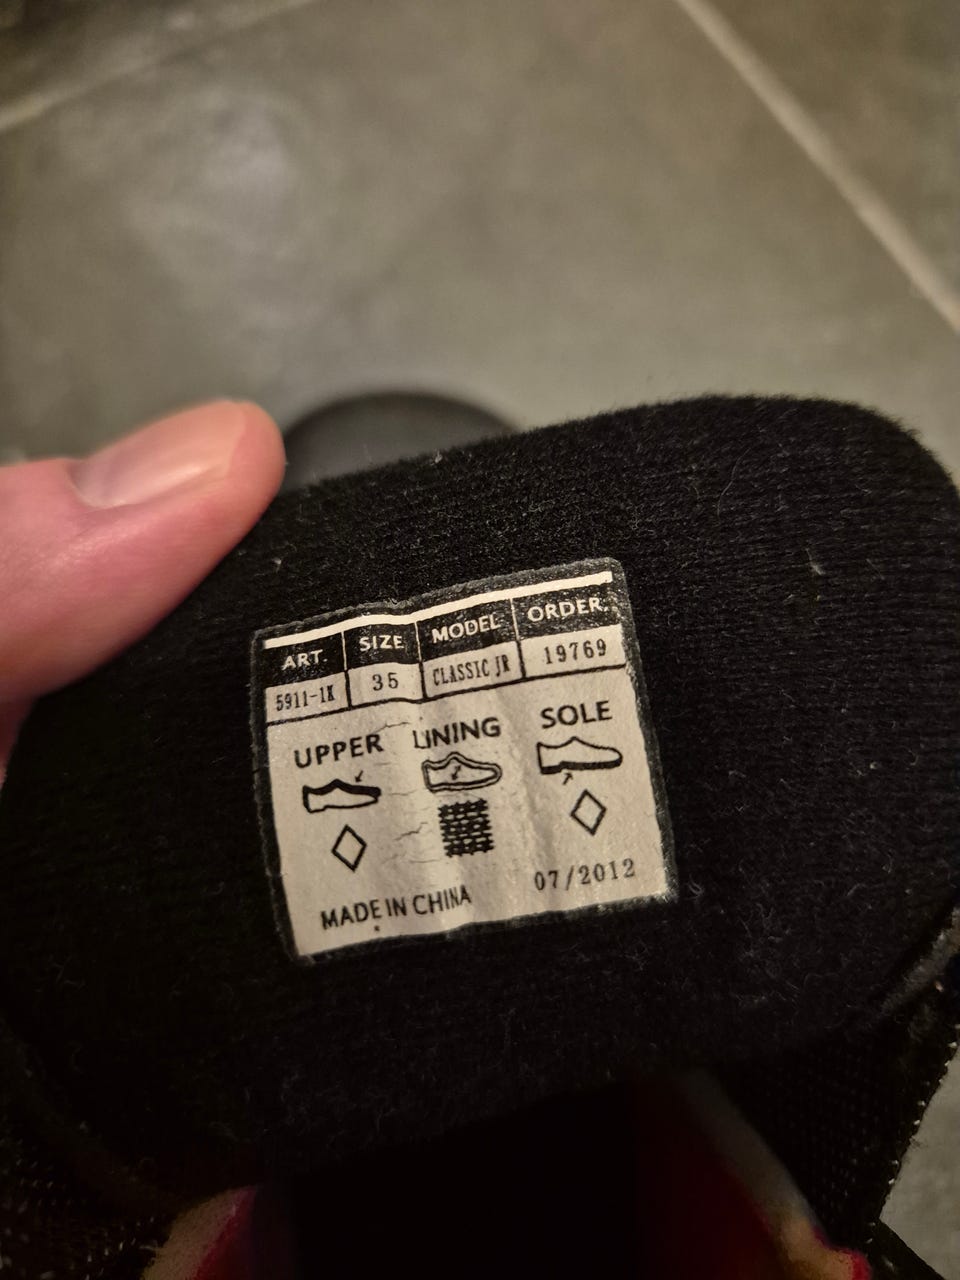 ART. SIZE MODEL ORDER.
5911-1K 35 CLASSIC JR 19769
UPPER LINING SOLE
MADE IN CHINA 07/2012